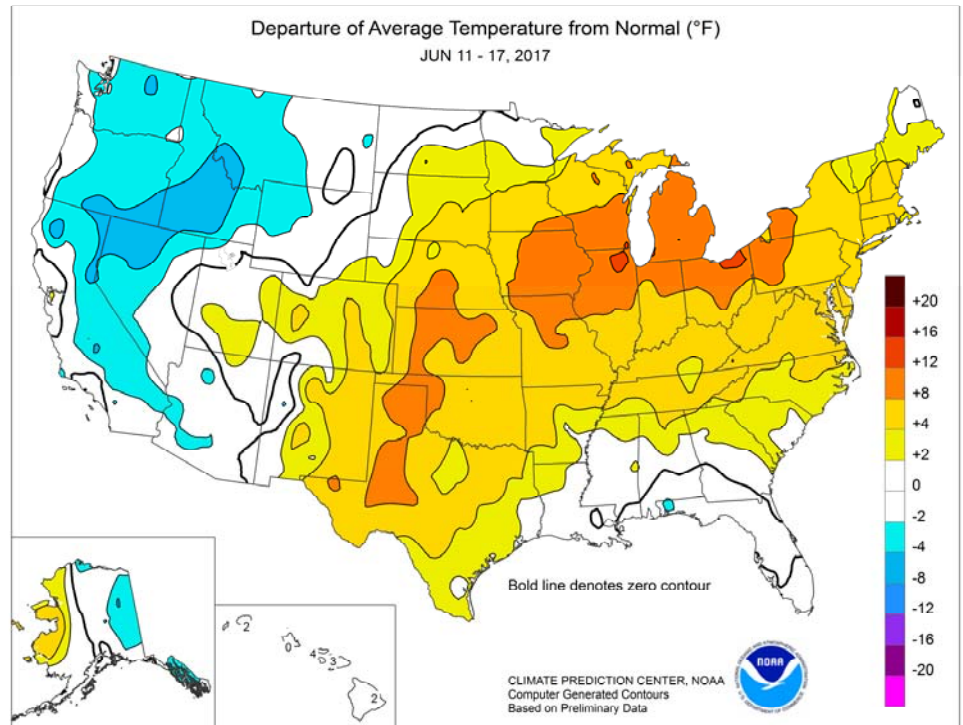 Departure of Average Temperature from Normal (°F)
JUN 11 - 17, 2017
+20
+16
+12
+8
+4
+2
0
-2
-4
-8
-12
-16
-20
Bold line denotes zero contour
2
0
4
3
2
CLIMATE PREDICTION CENTER, NOAA
Computer Generated Contours
Based on Preliminary Data
NOAA